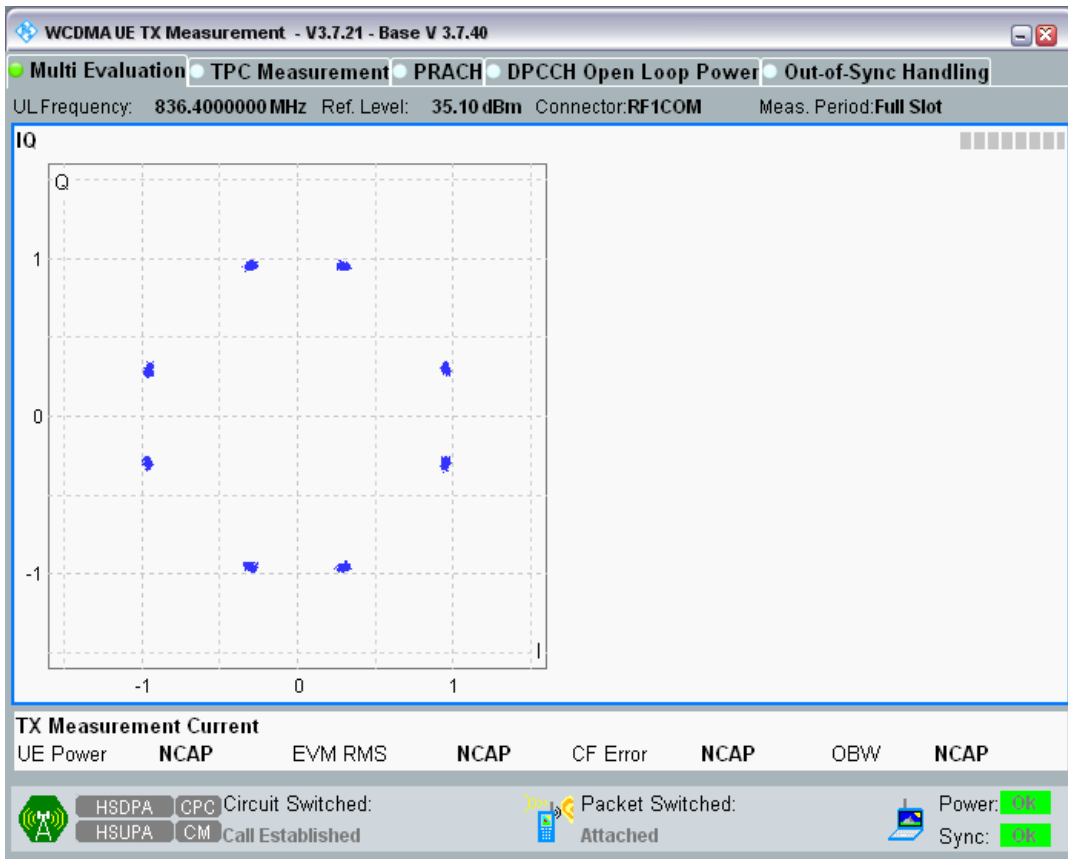 WCDMA UE TX Measurement - V3.7.21 - Base V 3.7.40
Multi Evaluation TPC Measurement PRACH DPCCH Open Loop Power Out-of-Sync Handling
UL Frequency: 836.4000000 MHz Ref. Level: 35.10 dBm Connector:RF1COM Meas. Period:Full Slot
IQ
Q
1
0
-1
I
-1 0 1
TX Measurement Current
UE Power NCAP EVM RMS NCAP CF Error NCAP OBW NCAP
HSDPA CPC Circuit Switched: Packet Switched: Power: Ok
HSUPA CM Call Established Attached Sync: Ok